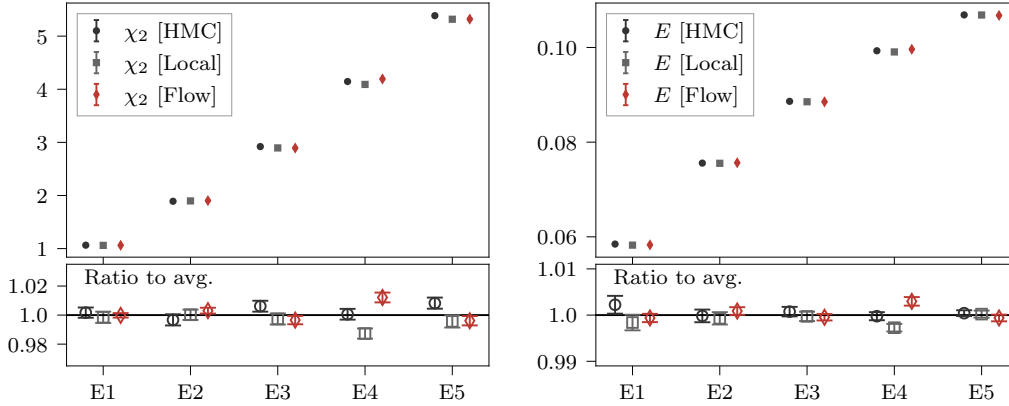 5
4
3
2
1
χ₂ [HMC]
χ₂ [Local]
χ₂ [Flow]
Ratio to avg.
1.02
1.0
0.98
E1 E2 E3 E4 E5
0.10
0.08
0.06
E [HMC]
E [Local]
E [Flow]
Ratio to avg.
1.01
1.0
0.99
E1 E2 E3 E4 E5